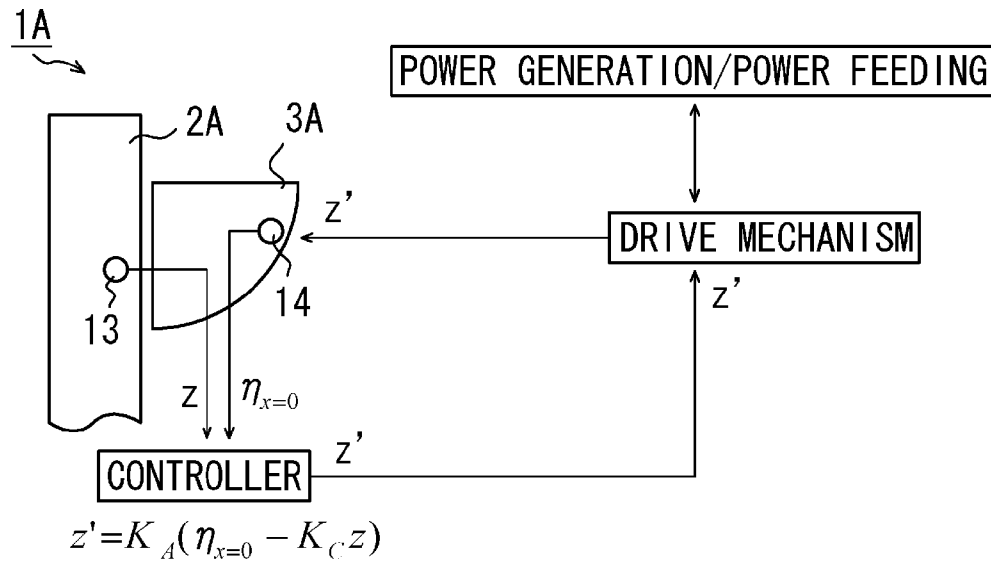 1A
POWER GENERATION/POWER FEEDING
2A
3A
z'
DRIVE MECHANISM
z'
14
13
z
η_{x=0}
z'
CONTROLLER
z'=K_A(η_{x=0} − K_C z)